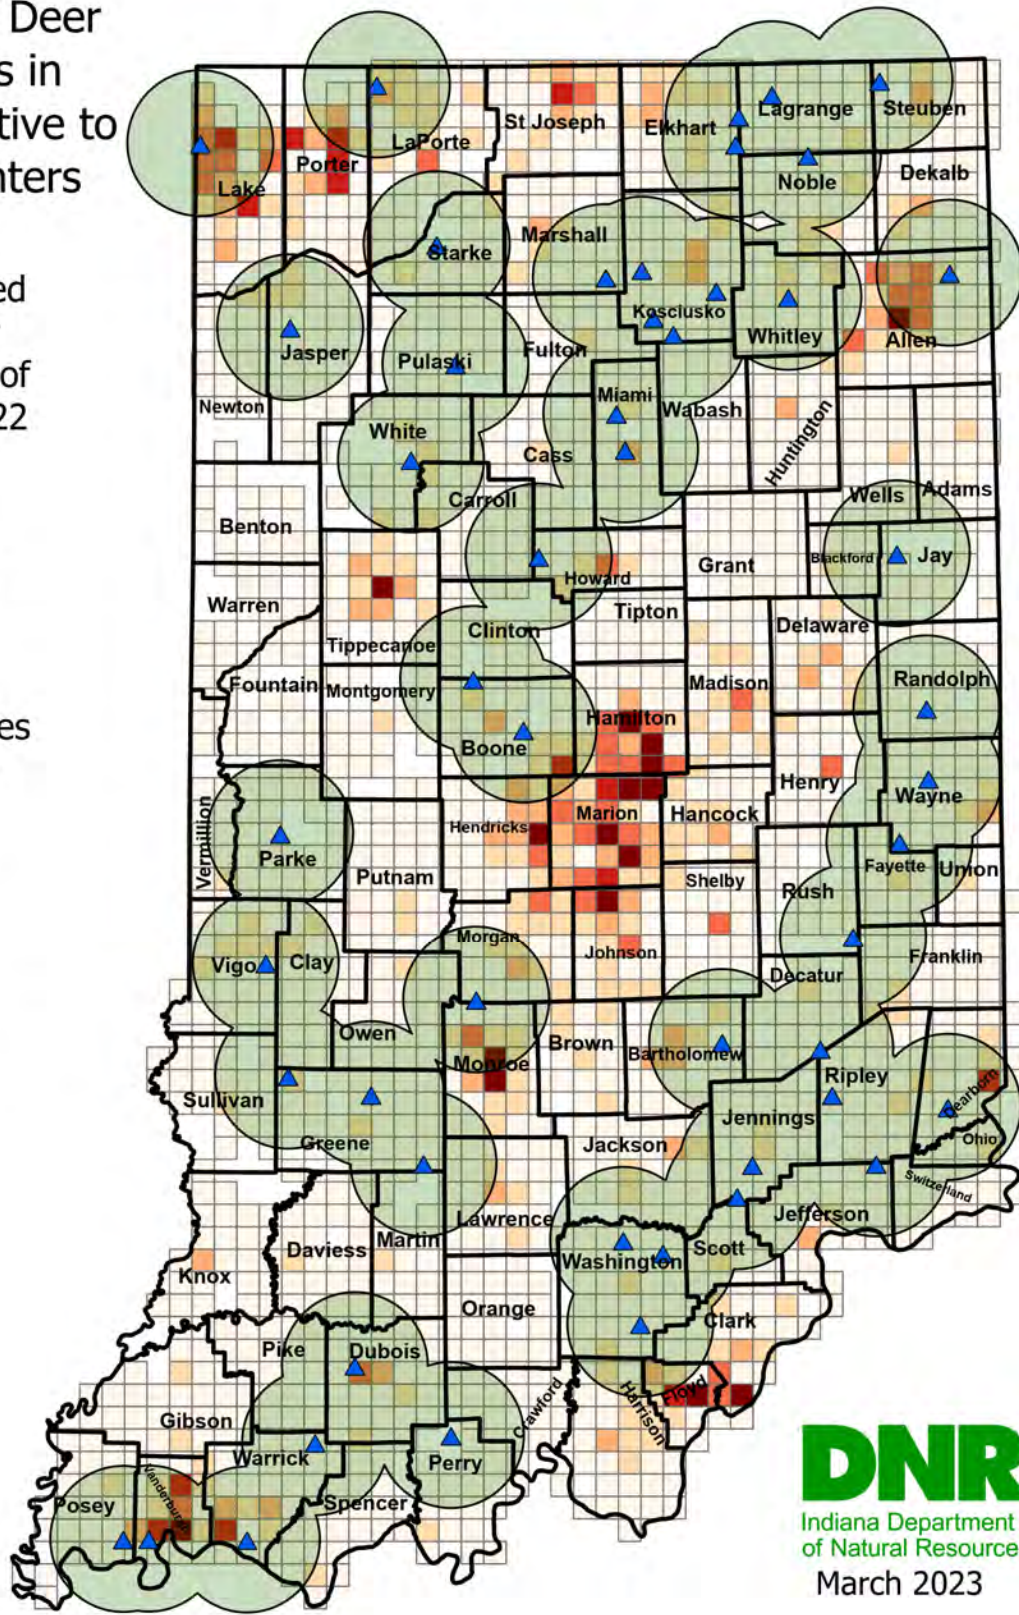 Deer
s in
tive to
nters
ed
of
22
es
Lagrange
Steuben
St Joseph
Elkhart
LaPorte
Porter
Lake
Noble
Dekalb
Marshall
Starke
Kosciusko
Whitley
Allen
Jasper
Pulaski
Fulton
Newton
Miami
Wabash
Huntington
White
Cass
Carroll
Wells
Adams
Benton
Grant
Blackford
Jay
Howard
Warren
Tipton
Clinton
Delaware
Tippecanoe
Fountain
Montgomery
Madison
Randolph
Hamilton
Boone
Henry
Wayne
Vermillion
Hendricks
Marion
Hancock
Parke
Putnam
Shelby
Rush
Fayette
Union
Morgan
Johnson
Franklin
Vigo
Clay
Decatur
Owen
Brown
Monroe
Bartholomew
Ripley
Dearborn
Sullivan
Jennings
Greene
Jackson
Ohio
Switzerland
Jefferson
Lawrence
Martin
Daviess
Washington
Scott
Knox
Orange
Clark
Pike
Dubois
Crawford
Harrison
Floyd
Gibson
Warrick
Perry
Posey
Vanderburgh
Spencer
DNR
Indiana Department
of Natural Resource
March 2023